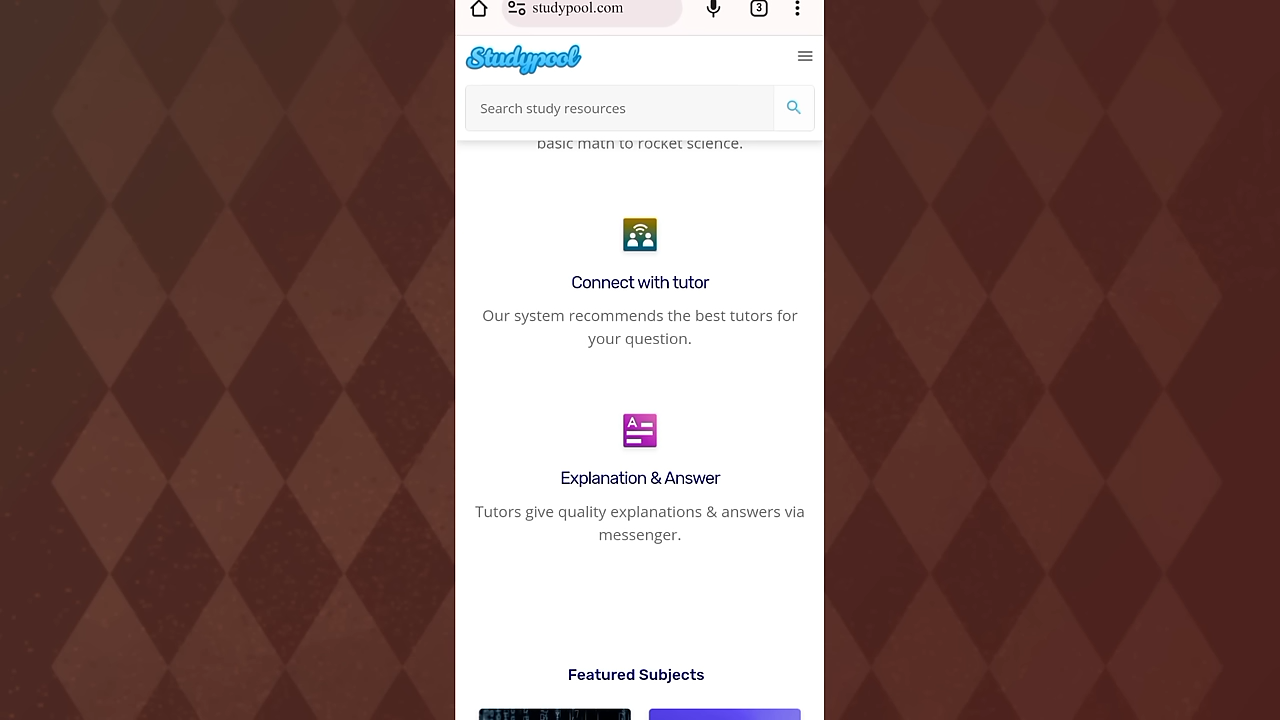 studypool.com
3
Studypool
Search study resources
basic math to rocket science.
Connect with tutor
Our system recommends the best tutors for
your question.
A
Explanation & Answer
Tutors give quality explanations & answers via
messenger.
Featured Subjects